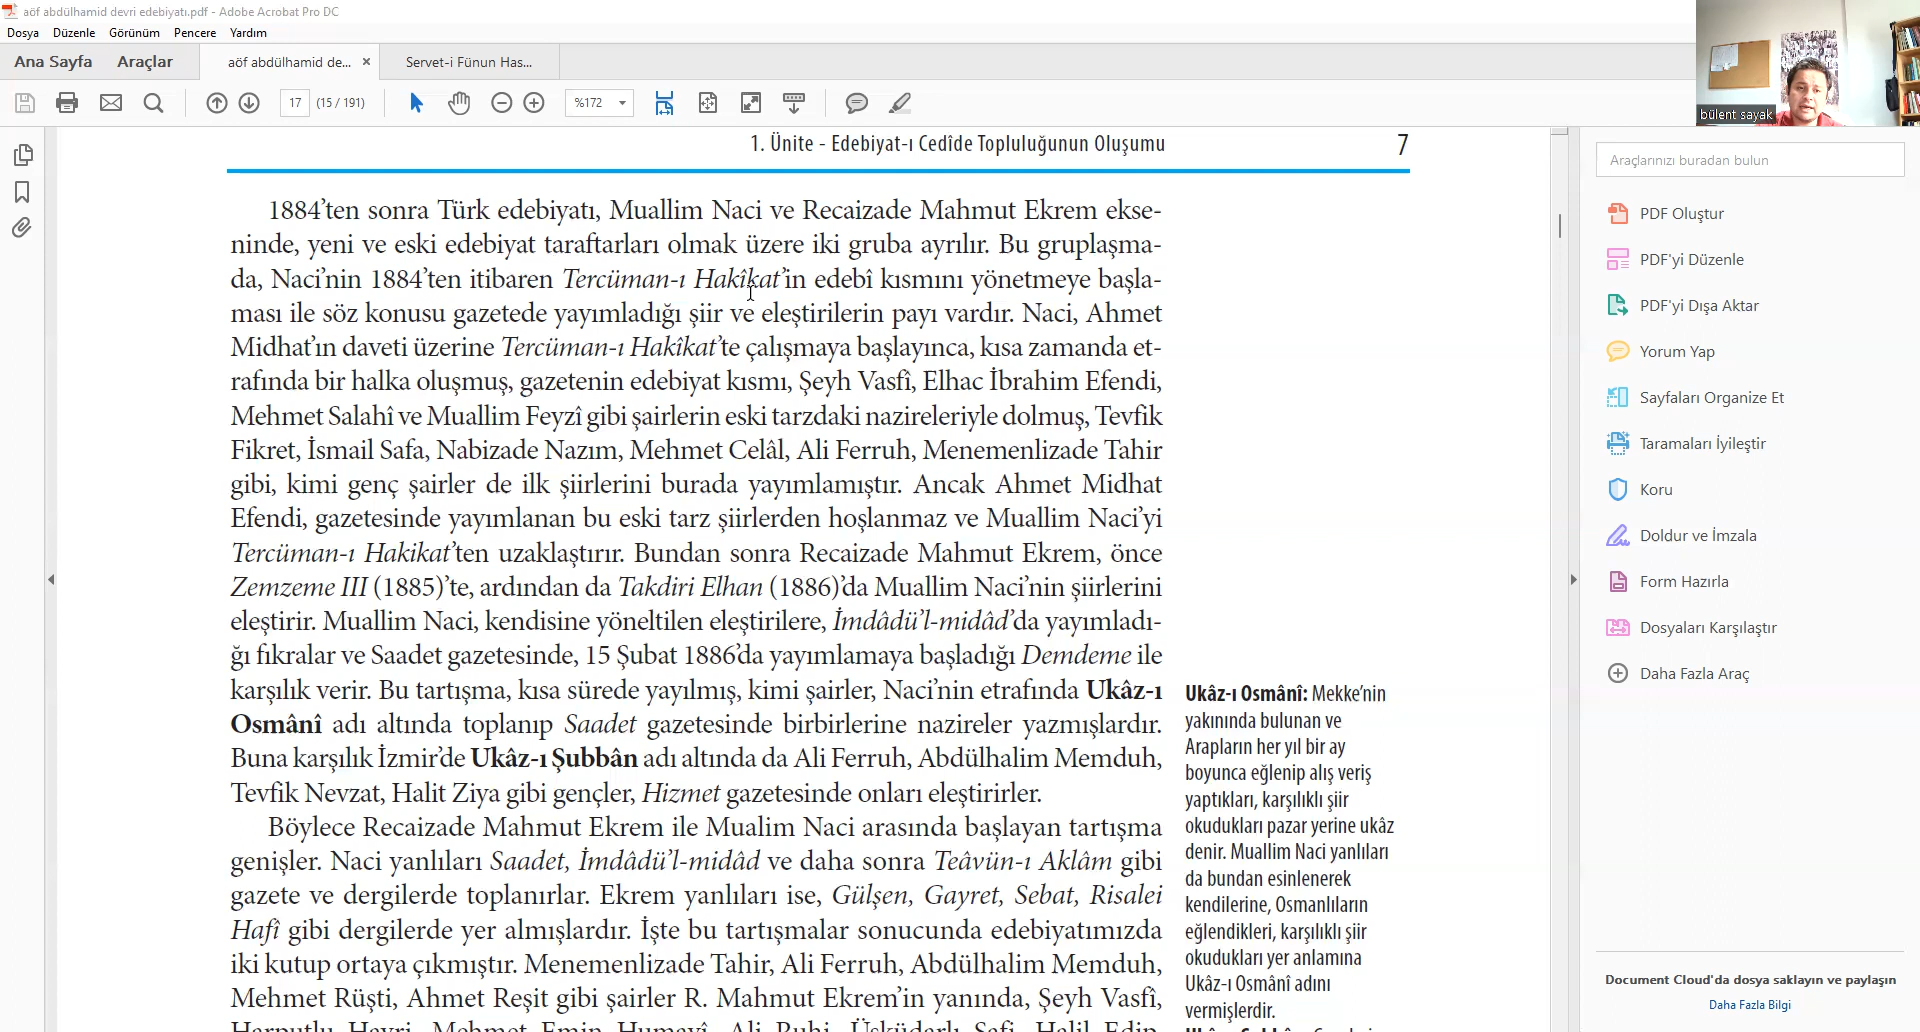 aöf abdülhamid devri edebiyatı.pdf - Adobe Acrobat Pro DC
Dosya Düzenle Görünüm Pencere Yardım
Ana Sayfa Araçlar aöf abdülhamid de... × Servet-i Fünun Has...
17 (15 / 191) %172
bülent sayak
1. Ünite - Edebiyat-ı Cedîde Topluluğunun Oluşumu 7
1884’ten sonra Türk edebiyatı, Muallim Naci ve Recaizade Mahmut Ekrem ekse-
ninde, yeni ve eski edebiyat taraftarları olmak üzere iki gruba ayrılır. Bu gruplaşma-
da, Naci’nin 1884’ten itibaren Tercüman-ı Hakîkat’in edebî kısmını yönetmeye başla-
ması ile söz konusu gazetede yayımladığı şiir ve eleştirilerin payı vardır. Naci, Ahmet
Midhat’ın daveti üzerine Tercüman-ı Hakîkat’te çalışmaya başlayınca, kısa zamanda et-
rafında bir halka oluşmuş, gazetenin edebiyat kısmı, Şeyh Vasfî, Elhac İbrahim Efendi,
Mehmet Salahî ve Muallim Feyzî gibi şairlerin eski tarzdaki nazireleriyle dolmuş, Tevfik
Fikret, İsmail Safa, Nabizade Nazım, Mehmet Celâl, Ali Ferruh, Menemenlizade Tahir
gibi, kimi genç şairler de ilk şiirlerini burada yayımlamıştır. Ancak Ahmet Midhat
Efendi, gazetesinde yayımlanan bu eski tarz şiirlerden hoşlanmaz ve Muallim Naci’yi
Tercüman-ı Hakikat’ten uzaklaştırır. Bundan sonra Recaizade Mahmut Ekrem, önce
Zemzeme III (1885)’te, ardından da Takdiri Elhan (1886)’da Muallim Naci’nin şiirlerini
eleştirir. Muallim Naci, kendisine yöneltilen eleştirilere, İmdâdü’l-midâd’da yayımladı-
ğı fıkralar ve Saadet gazetesinde, 15 Şubat 1886’da yayımlamaya başladığı Demdeme ile
karşılık verir. Bu tartışma, kısa sürede yayılmış, kimi şairler, Naci’nin etrafında Ukâz-ı
Osmânî adı altında toplanıp Saadet gazetesinde birbirlerine nazireler yazmışlardır.
Buna karşılık İzmir’de Ukâz-ı Şubbân adı altında da Ali Ferruh, Abdülhalim Memduh,
Tevfik Nevzat, Halit Ziya gibi gençler, Hizmet gazetesinde onları eleştirirler.
Böylece Recaizade Mahmut Ekrem ile Mualim Naci arasında başlayan tartışma
genişler. Naci yanlıları Saadet, İmdâdü’l-midâd ve daha sonra Teâvün-ı Aklâm gibi
gazete ve dergilerde toplanırlar. Ekrem yanlıları ise, Gülşen, Gayret, Sebat, Risalei
Hafî gibi dergilerde yer almışlardır. İşte bu tartışmalar sonucunda edebiyatımızda
iki kutup ortaya çıkmıştır. Menemenlizade Tahir, Ali Ferruh, Abdülhalim Memduh,
Mehmet Rüşti, Ahmet Reşit gibi şairler R. Mahmut Ekrem’in yanında, Şeyh Vasfî,
Harputlu Hayri, Mehmet Emin Humayî, Ali Ruhi, Üsküdarlı Safi, Halil Edip,
Ukâz-ı Osmânî: Mekke’nin
yakınında bulunan ve
Arapların her yıl bir ay
boyunca eğlenip alış veriş
yaptıkları, karşılıklı şiir
okudukları pazar yerine ukâz
denir. Muallim Naci yanlıları
da bundan esinlenerek
kendilerine, Osmanlıların
eğlendikleri, karşılıklı şiir
okudukları yer anlamına
Ukâz-ı Osmânî adını
vermişlerdir.
Araçlarınızı buradan bulun
PDF Oluştur
PDF'yi Düzenle
PDF'yi Dışa Aktar
Yorum Yap
Sayfaları Organize Et
Taramaları İyileştir
Koru
Doldur ve İmzala
Form Hazırla
Dosyaları Karşılaştır
Daha Fazla Araç
Document Cloud'da dosya saklayın ve paylaşın
Daha Fazla Bilgi